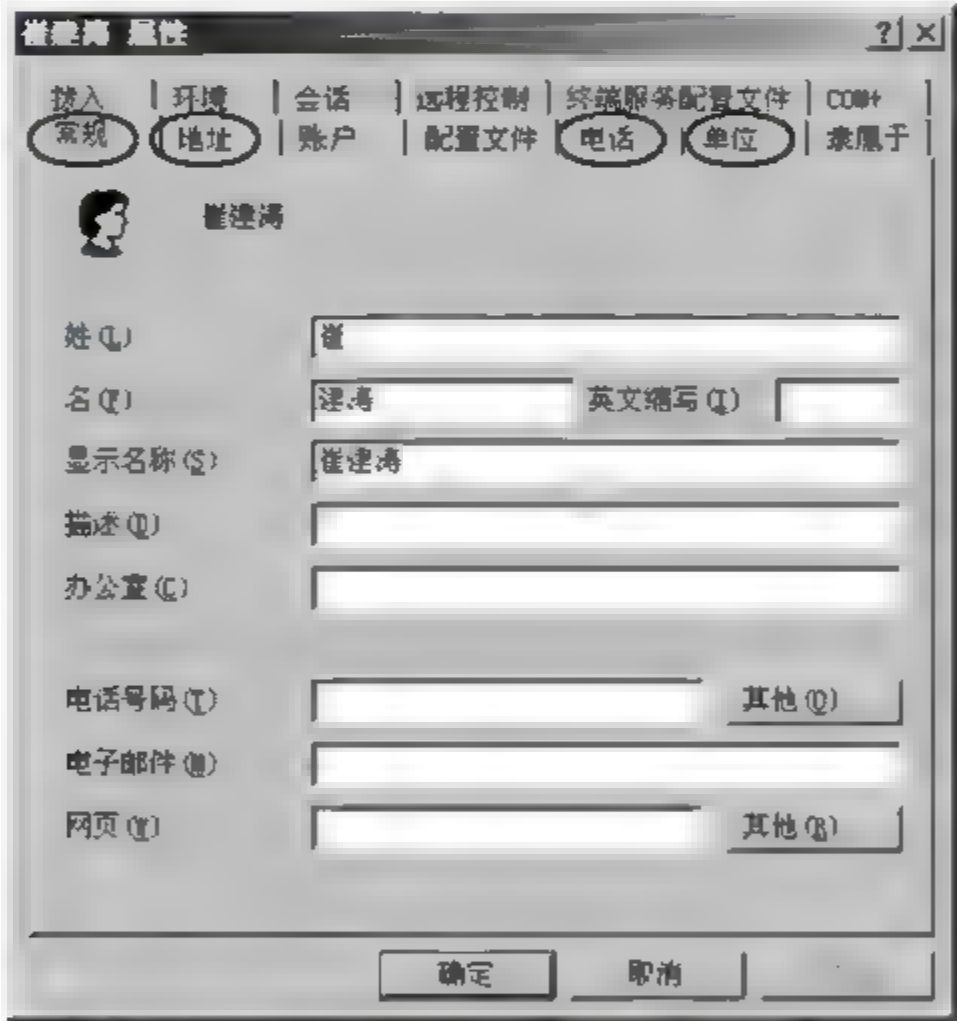 崔建涛 属性
拨入 环境 会话 远程控制 终端服务配置文件 COM+
常规 地址 账户 配置文件 电话 单位 隶属于
崔建涛
姓(L) 崔
名(F) 建涛 英文缩写(I)
显示名称(S) 崔建涛
描述(D)
办公室(C)
电话号码(T) 其他(O)
电子邮件(M)
网页(W) 其他(R)
确定 取消